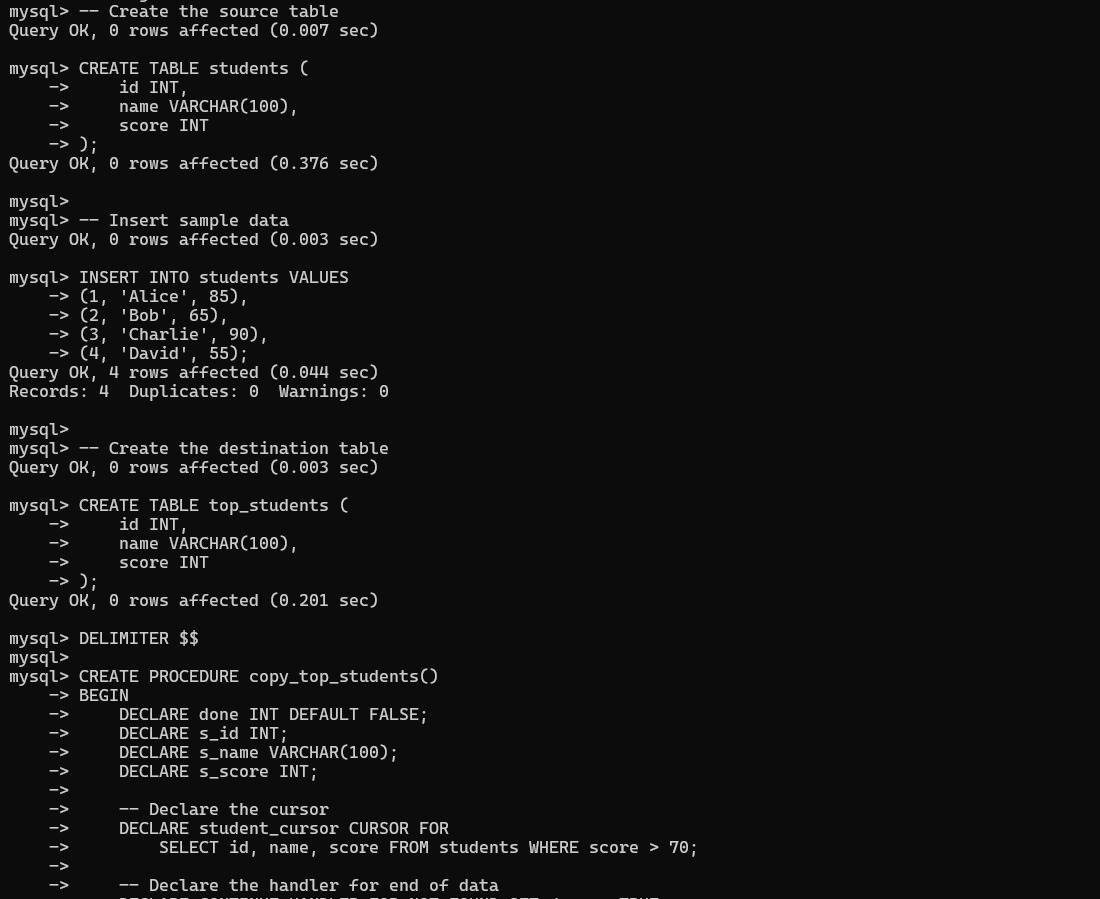 mysql> -- Create the source table
Query OK, 0 rows affected (0.007 sec)

mysql> CREATE TABLE students (
    ->     id INT,
    ->     name VARCHAR(100),
    ->     score INT
    -> );
Query OK, 0 rows affected (0.376 sec)

mysql>
mysql> -- Insert sample data
Query OK, 0 rows affected (0.003 sec)

mysql> INSERT INTO students VALUES
    -> (1, 'Alice', 85),
    -> (2, 'Bob', 65),
    -> (3, 'Charlie', 90),
    -> (4, 'David', 55);
Query OK, 4 rows affected (0.044 sec)
Records: 4  Duplicates: 0  Warnings: 0

mysql>
mysql> -- Create the destination table
Query OK, 0 rows affected (0.003 sec)

mysql> CREATE TABLE top_students (
    ->     id INT,
    ->     name VARCHAR(100),
    ->     score INT
    -> );
Query OK, 0 rows affected (0.201 sec)

mysql> DELIMITER $$
mysql>
mysql> CREATE PROCEDURE copy_top_students()
    -> BEGIN
    ->     DECLARE done INT DEFAULT FALSE;
    ->     DECLARE s_id INT;
    ->     DECLARE s_name VARCHAR(100);
    ->     DECLARE s_score INT;
    ->
    ->     -- Declare the cursor
    ->     DECLARE student_cursor CURSOR FOR
    ->         SELECT id, name, score FROM students WHERE score > 70;
    ->
    ->     -- Declare the handler for end of data